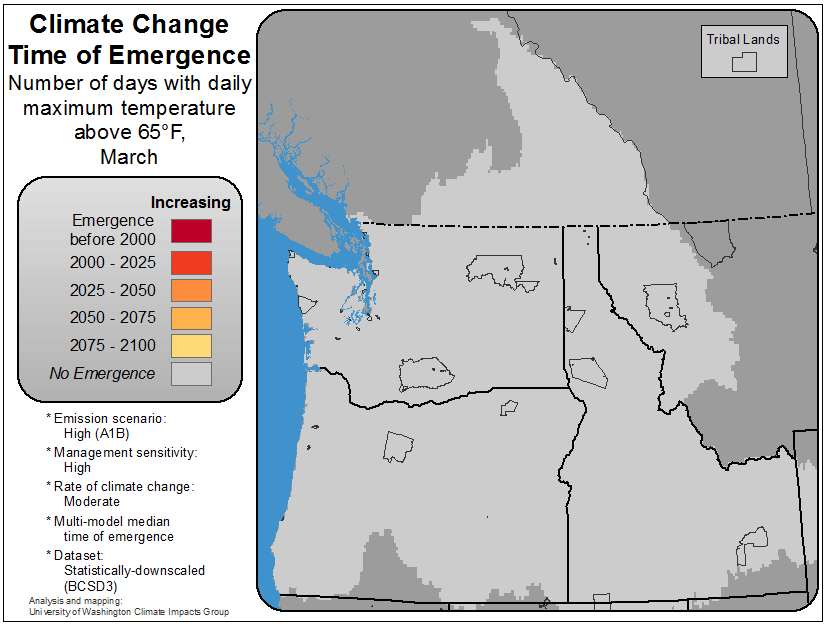 Climate Change
Time of Emergence
Number of days with daily
maximum temperature
above 65°F,
March
Increasing
Emergence
before 2000
2000 - 2025
2025 - 2050
2050 - 2075
2075 - 2100
No Emergence
* Emission scenario:
High (A1B)
* Management sensitivity:
High
* Rate of climate change:
Moderate
* Multi-model median
time of emergence
* Dataset:
Statistically-downscaled
(BCSD3)
Analysis and mapping:
University of Washington Climate Impacts Group
Tribal Lands